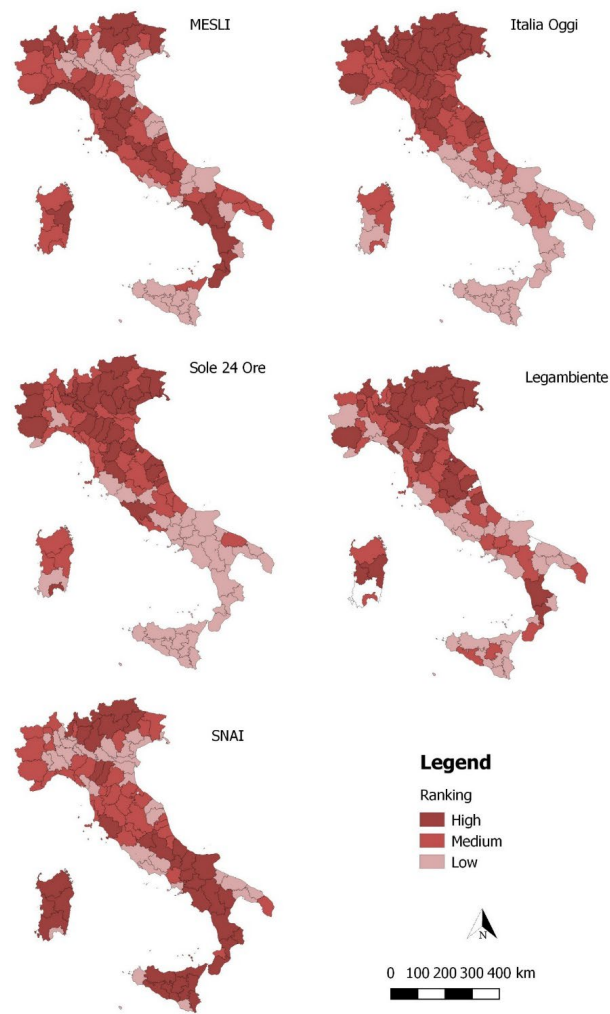 MESLI
Italia Oggi
Sole 24 Ore
Legambiente
SNAI
Legend
Ranking
High
Medium
Low
N
0 100 200 300 400 km